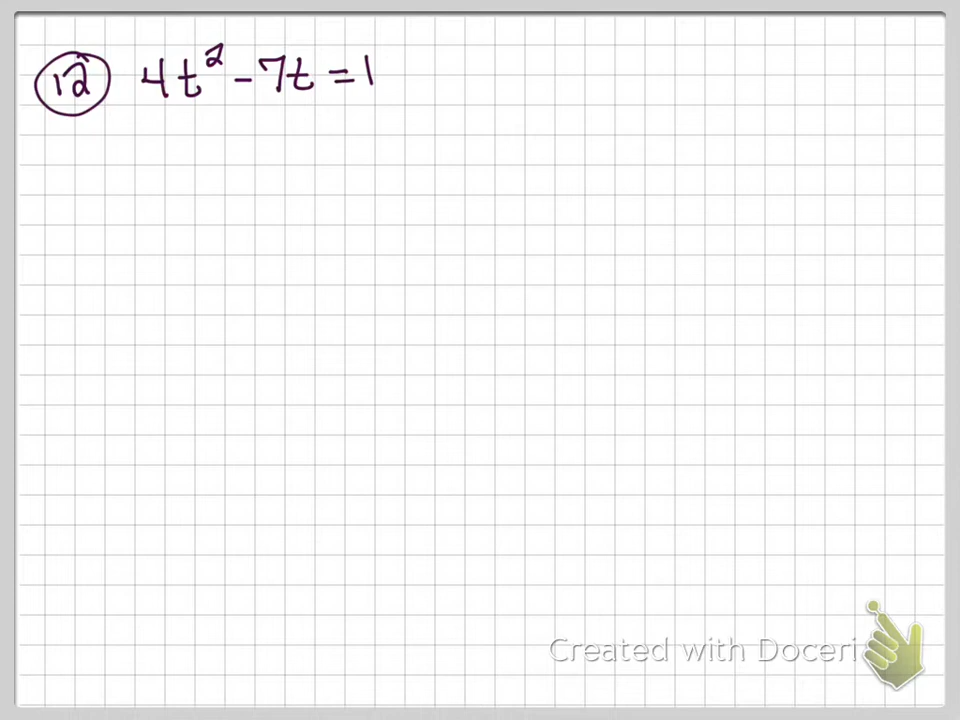 12 4t² - 7t = 1
Created with Doceri